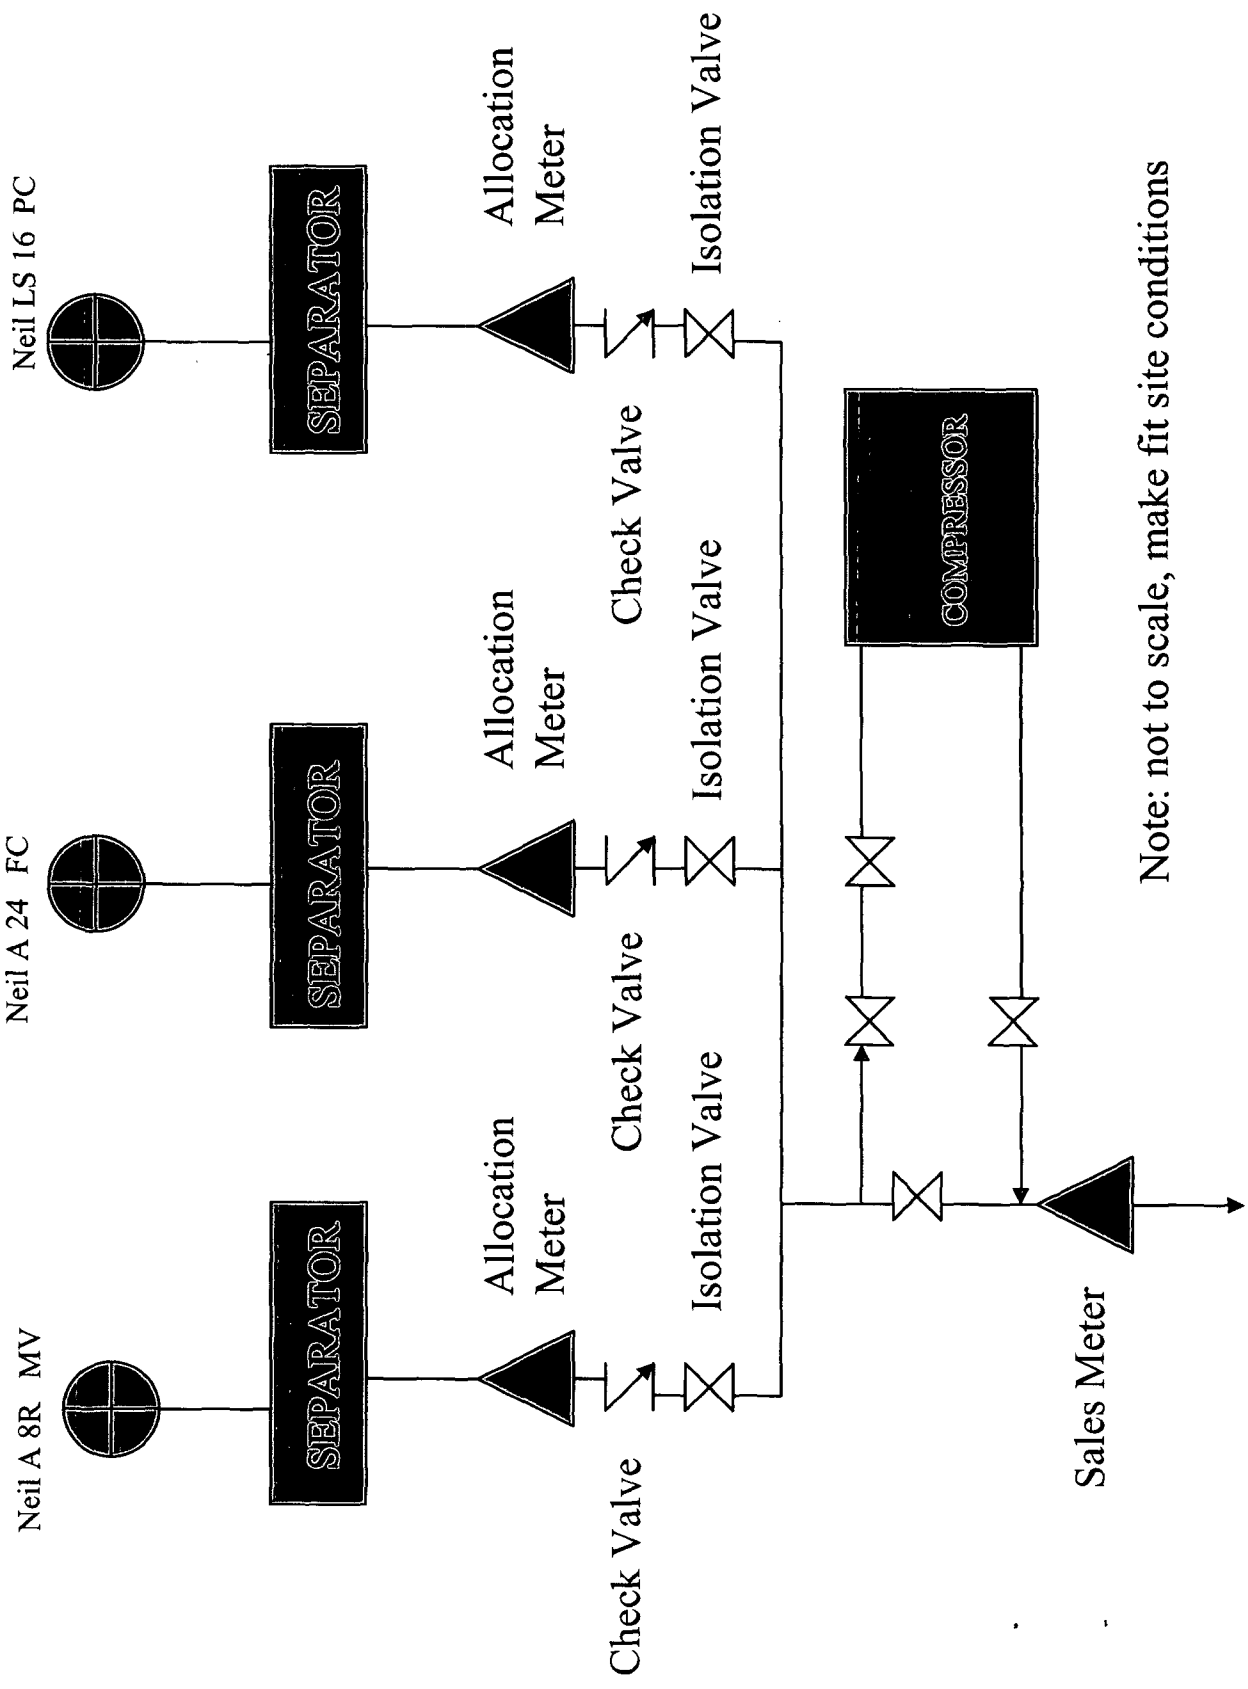 Neil A 8R MV
Neil A 24 FC
Neil LS 16 PC
SEPARATOR
SEPARATOR
SEPARATOR
Allocation
Meter
Allocation
Meter
Allocation
Meter
Check Valve
Check Valve
Check Valve
Isolation Valve
Isolation Valve
Isolation Valve
COMPRESSOR
Sales Meter
Note: not to scale, make fit site conditions